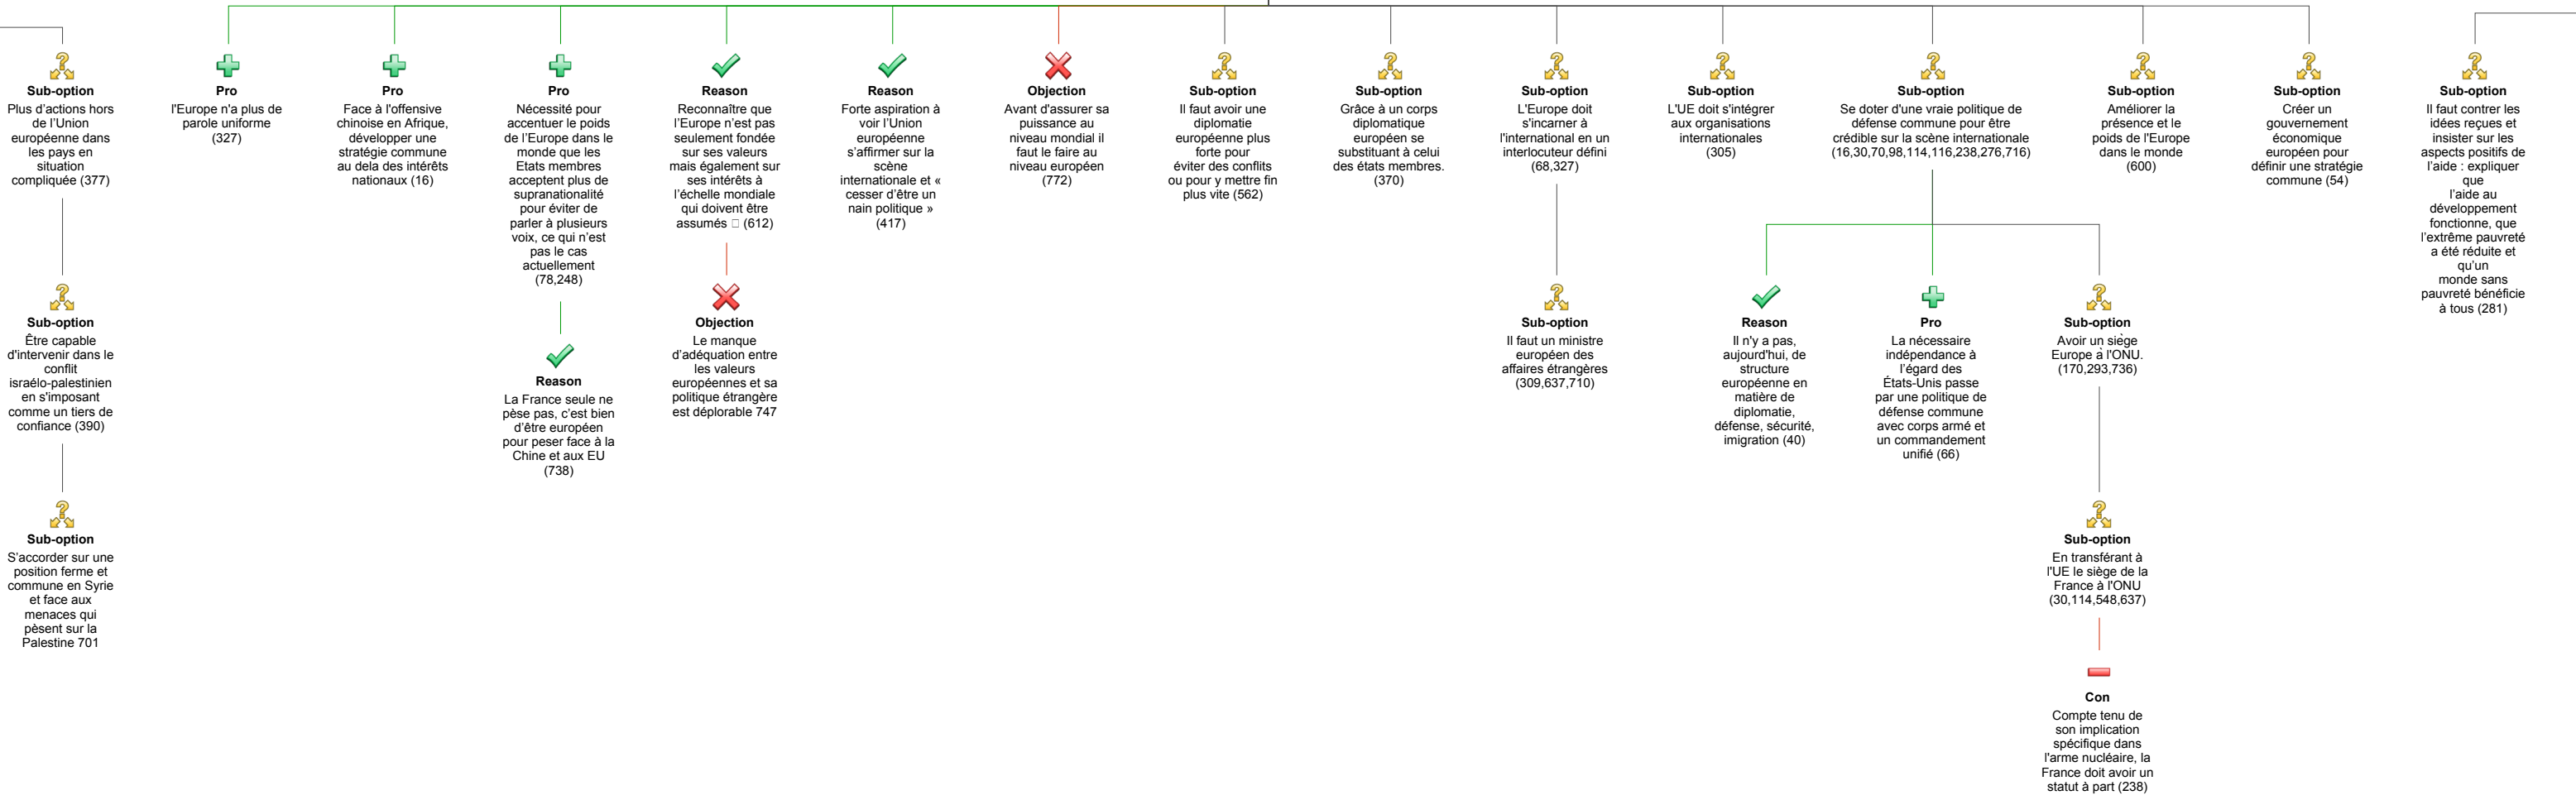 Sub-option
Plus d'actions hors
de l'Union
européenne dans
les pays en
situation
compliquée (377)
Pro
l'Europe n'a plus de
parole uniforme
(327)
Pro
Face à l'offensive
chinoise en Afrique,
développer une
stratégie commune
au dela des intérêts
nationaux (16)
Pro
Nécessité pour
accentuer le poids
de l'Europe dans le
monde que les
Etats membres
acceptent plus de
supranationalité
pour éviter de
parler à plusieurs
voix, ce qui n'est
pas le cas
actuellement
(78,248)
Reason
Reconnaître que
l'Europe n'est pas
seulement fondée
sur ses valeurs
mais également sur
ses intérêts à
l'échelle mondiale
qui doivent être
assumés □ (612)
Reason
Forte aspiration à
voir l'Union
européenne
s'affirmer sur la
scène
internationale et «
cesser d'être un
nain politique »
(417)
Objection
Avant d'assurer sa
puissance au
niveau mondial il
faut le faire au
niveau européen
(772)
Sub-option
Il faut avoir une
diplomatie
européenne plus
forte pour
éviter des conflits
ou pour y mettre fin
plus vite (562)
Sub-option
Grâce à un corps
diplomatique
européen se
substituant à celui
des états membres.
(370)
Sub-option
L'Europe doit
s'incarner à
l'international en un
interlocuteur défini
(68,327)
Sub-option
L'UE doit s'intégrer
aux organisations
internationales
(305)
Sub-option
Se doter d'une vraie politique de
défense commune pour être
crédible sur la scène internationale
(16,30,70,98,114,116,238,276,716)
Sub-option
Améliorer la
présence et le
poids de l'Europe
dans le monde
(600)
Sub-option
Créer un
gouvernement
économique
européen pour
définir une stratégie
commune (54)
Sub-option
Il faut contrer les
idées reçues et
insister sur les
aspects positifs de
l'aide : expliquer
que
l'aide au
développement
fonctionne, que
l'extrême pauvreté
a été réduite et
qu'un
monde sans
pauvreté bénéficie
à tous (281)
Sub-option
Être capable
d'intervenir dans le
conflit
israélo-palestinien
en s'imposant
comme un tiers de
confiance (390)
Reason
La France seule ne
pèse pas, c'est bien
d'être européen
pour peser face à la
Chine et aux EU
(738)
Objection
Le manque
d'adéquation entre
les valeurs
européennes et sa
politique étrangère
est déplorable 747
Sub-option
Il faut un ministre
européen des
affaires étrangères
(309,637,710)
Reason
Il n'y a pas,
aujourd'hui, de
structure
européenne en
matière de
diplomatie,
défense, sécurité,
imigration (40)
Pro
La nécessaire
indépendance à
l'égard des
États-Unis passe
par une politique de
défense commune
avec corps armé et
un commandement
unifié (66)
Sub-option
Avoir un siège
Europe à l'ONU.
(170,293,736)
Sub-option
S'accorder sur une
position ferme et
commune en Syrie
et face aux
menaces qui
pèsent sur la
Palestine 701
Sub-option
En transférant à
l'UE le siège de la
France à l'ONU
(30,114,548,637)
Con
Compte tenu de
son implication
spécifique dans
l'arme nucléaire, la
France doit avoir un
statut à part (238)